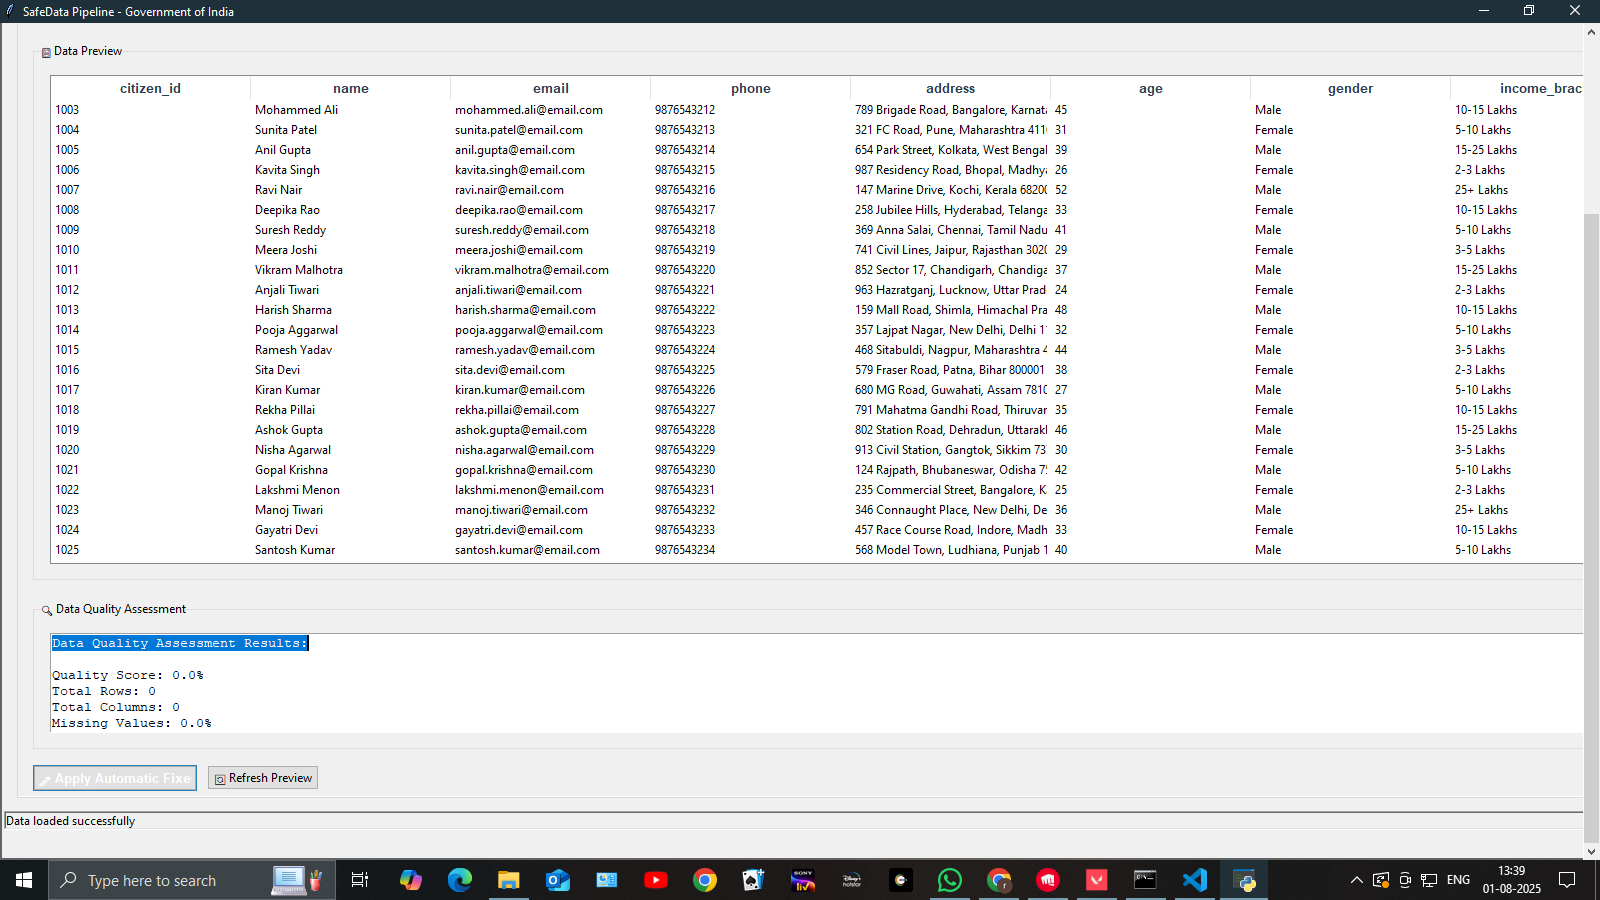 SafeData Pipeline - Government of India
Data Preview
citizen_id name email phone address age gender income_brac
1003 Mohammed Ali mohammed.ali@email.com 9876543212 789 Brigade Road, Bangalore, Karnata 45 Male 10-15 Lakhs
1004 Sunita Patel sunita.patel@email.com 9876543213 321 FC Road, Pune, Maharashtra 411 31 Female 5-10 Lakhs
1005 Anil Gupta anil.gupta@email.com 9876543214 654 Park Street, Kolkata, West Bengal 39 Male 15-25 Lakhs
1006 Kavita Singh kavita.singh@email.com 9876543215 987 Residency Road, Bhopal, Madhya 26 Female 2-3 Lakhs
1007 Ravi Nair ravi.nair@email.com 9876543216 147 Marine Drive, Kochi, Kerala 68200 52 Male 25+ Lakhs
1008 Deepika Rao deepika.rao@email.com 9876543217 258 Jubilee Hills, Hyderabad, Telanga 33 Female 10-15 Lakhs
1009 Suresh Reddy suresh.reddy@email.com 9876543218 369 Anna Salai, Chennai, Tamil Nadu 41 Male 5-10 Lakhs
1010 Meera Joshi meera.joshi@email.com 9876543219 741 Civil Lines, Jaipur, Rajasthan 3020 29 Female 3-5 Lakhs
1011 Vikram Malhotra vikram.malhotra@email.com 9876543220 852 Sector 17, Chandigarh, Chandiga 37 Male 15-25 Lakhs
1012 Anjali Tiwari anjali.tiwari@email.com 9876543221 963 Hazratganj, Lucknow, Uttar Prad 24 Female 2-3 Lakhs
1013 Harish Sharma harish.sharma@email.com 9876543222 159 Mall Road, Shimla, Himachal Pra 48 Male 10-15 Lakhs
1014 Pooja Aggarwal pooja.aggarwal@email.com 9876543223 357 Lajpat Nagar, New Delhi, Delhi 1 32 Female 5-10 Lakhs
1015 Ramesh Yadav ramesh.yadav@email.com 9876543224 468 Sitabuldi, Nagpur, Maharashtra 4 44 Male 3-5 Lakhs
1016 Sita Devi sita.devi@email.com 9876543225 579 Fraser Road, Patna, Bihar 800001 38 Female 2-3 Lakhs
1017 Kiran Kumar kiran.kumar@email.com 9876543226 680 MG Road, Guwahati, Assam 7810 27 Male 5-10 Lakhs
1018 Rekha Pillai rekha.pillai@email.com 9876543227 791 Mahatma Gandhi Road, Thiruvar 35 Female 10-15 Lakhs
1019 Ashok Gupta ashok.gupta@email.com 9876543228 802 Station Road, Dehradun, Uttarakl 46 Male 15-25 Lakhs
1020 Nisha Agarwal nisha.agarwal@email.com 9876543229 913 Civil Station, Gangtok, Sikkim 73 30 Female 3-5 Lakhs
1021 Gopal Krishna gopal.krishna@email.com 9876543230 124 Rajpath, Bhubaneswar, Odisha 75 42 Male 5-10 Lakhs
1022 Lakshmi Menon lakshmi.menon@email.com 9876543231 235 Commercial Street, Bangalore, K 25 Female 2-3 Lakhs
1023 Manoj Tiwari manoj.tiwari@email.com 9876543232 346 Connaught Place, New Delhi, De 36 Male 25+ Lakhs
1024 Gayatri Devi gayatri.devi@email.com 9876543233 457 Race Course Road, Indore, Madh 33 Female 10-15 Lakhs
1025 Santosh Kumar santosh.kumar@email.com 9876543234 568 Model Town, Ludhiana, Punjab 1 40 Male 5-10 Lakhs
Data Quality Assessment
Data Quality Assessment Results:
Quality Score: 0.0%
Total Rows: 0
Total Columns: 0
Missing Values: 0.0%
Apply Automatic Fixe Refresh Preview
Data loaded successfully
Type here to search
ENG
13:39
01-08-2025